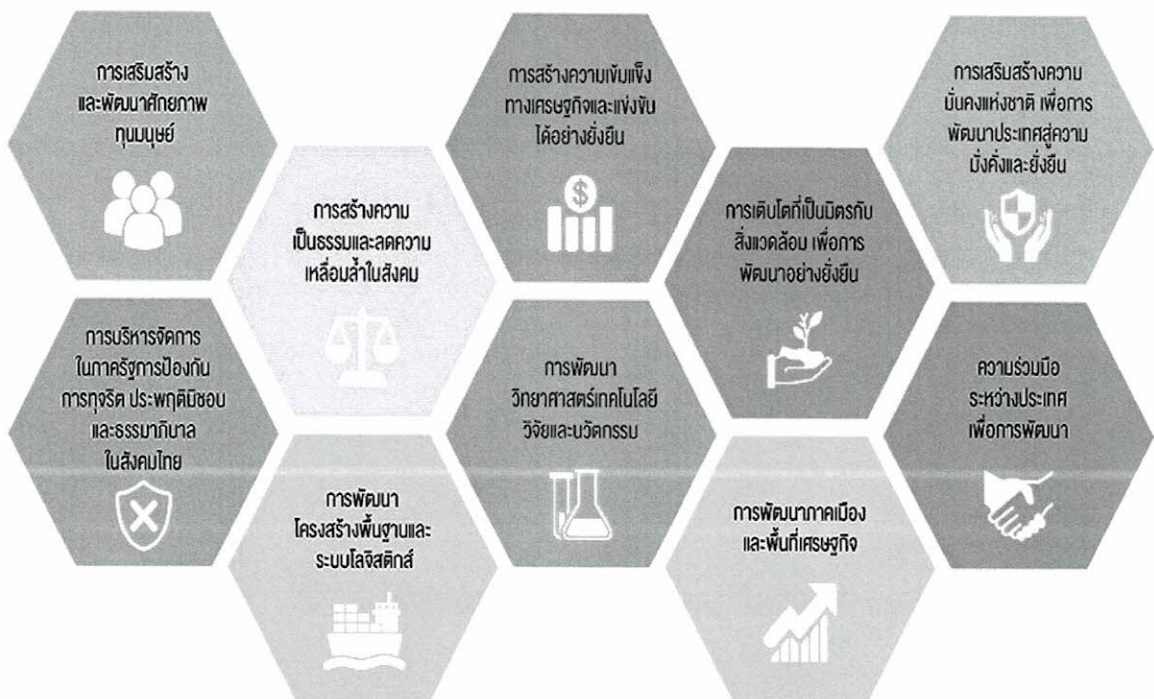 การเสริมสร้าง
และพัฒนาศักยภาพ
ทุนมนุษย์
การสร้างความ
เป็นธรรมและลดความ
เหลื่อมล้ำในสังคม
การสร้างความเข้มแข็ง
ทางเศรษฐกิจและแข่งขัน
ได้อย่างยั่งยืน
$
การเติบโตที่เป็นมิตรกับ
สิ่งแวดล้อม เพื่อการ
พัฒนาอย่างยั่งยืน
การเสริมสร้างความ
มั่นคงแห่งชาติ เพื่อการ
พัฒนาประเทศสู่ความ
มั่งคั่งและยั่งยืน
การบริหารจัดการ
ในภาครัฐการป้องกัน
การทุจริต ประพฤติมิชอบ
และธรรมาภิบาล
ในสังคมไทย
การพัฒนา
โครงสร้างพื้นฐานและ
ระบบโลจิสติกส์
การพัฒนา
วิทยาศาสตร์เทคโนโลยี
วิจัยและนวัตกรรม
การพัฒนาภาคเมือง
และพื้นที่เศรษฐกิจ
ความร่วมมือ
ระหว่างประเทศ
เพื่อการพัฒนา